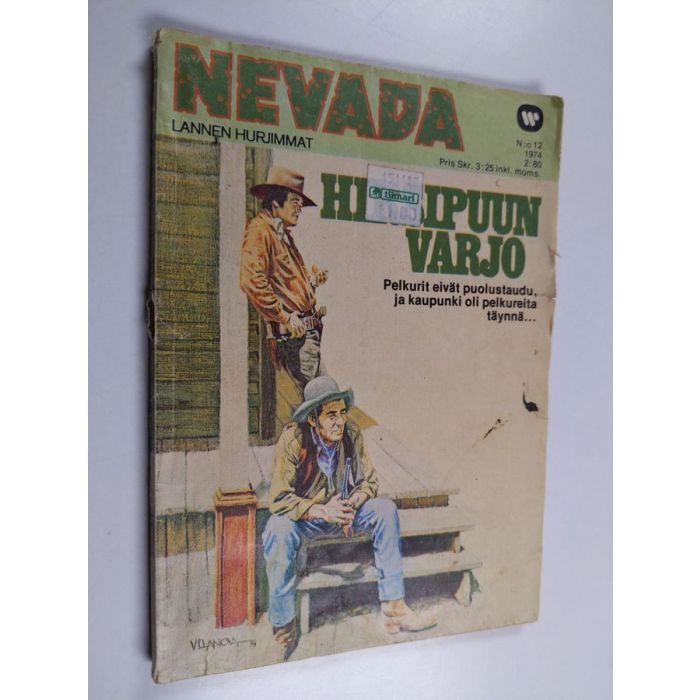 NEVADA
LANNEN HURJIMMAT
N:o 12
1974
2:80
Pris Skr. 3:25 inkl. moms.
tiimari
VARJO
Pelkurit eivät puolustaudu,
ja kaupunki oli pelkureita
täynnä...